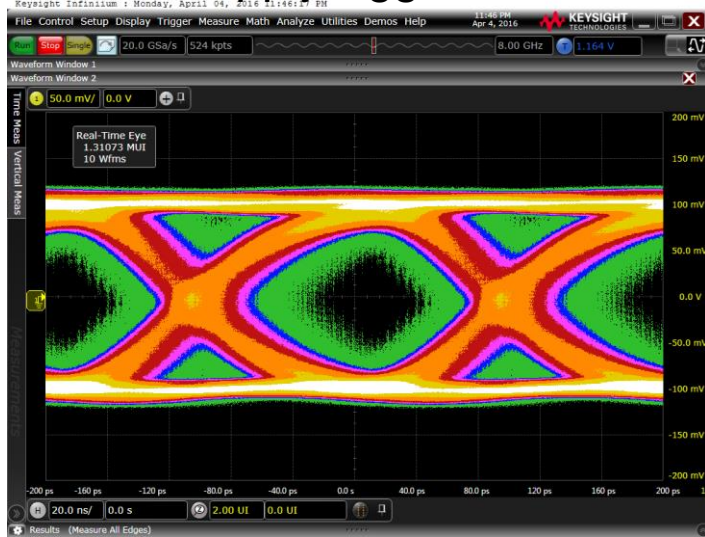 Keysight Infiniium : Monday, April 04, 2016 11:46:17 PM
File Control Setup Display Trigger Measure Math Analyze Utilities Demos Help
11:46 PM
Apr 4, 2016
KEYSIGHT
TECHNOLOGIES
Run Stop Single 20.0 GSa/s 524 kpts 8.00 GHz T 1.164 V
Waveform Window 1
Waveform Window 2
Time Meas
Vertical Meas
Measurements
1 50.0 mV/ 0.0 V
Real-Time Eye
1.31073 MUI
10 Wfms
200 mV
150 mV
100 mV
50.0 mV
0.0 V
-50.0 mV
-100 mV
-150 mV
-200 mV
-200 ps -160 ps -120 ps -80.0 ps -40.0 ps 0.0 s 40.0 ps 80.0 ps 120 ps 160 ps 200 ps
H 20.0 ns/ 0.0 s 2.00 UI 0.0 UI
Results (Measure All Edges)